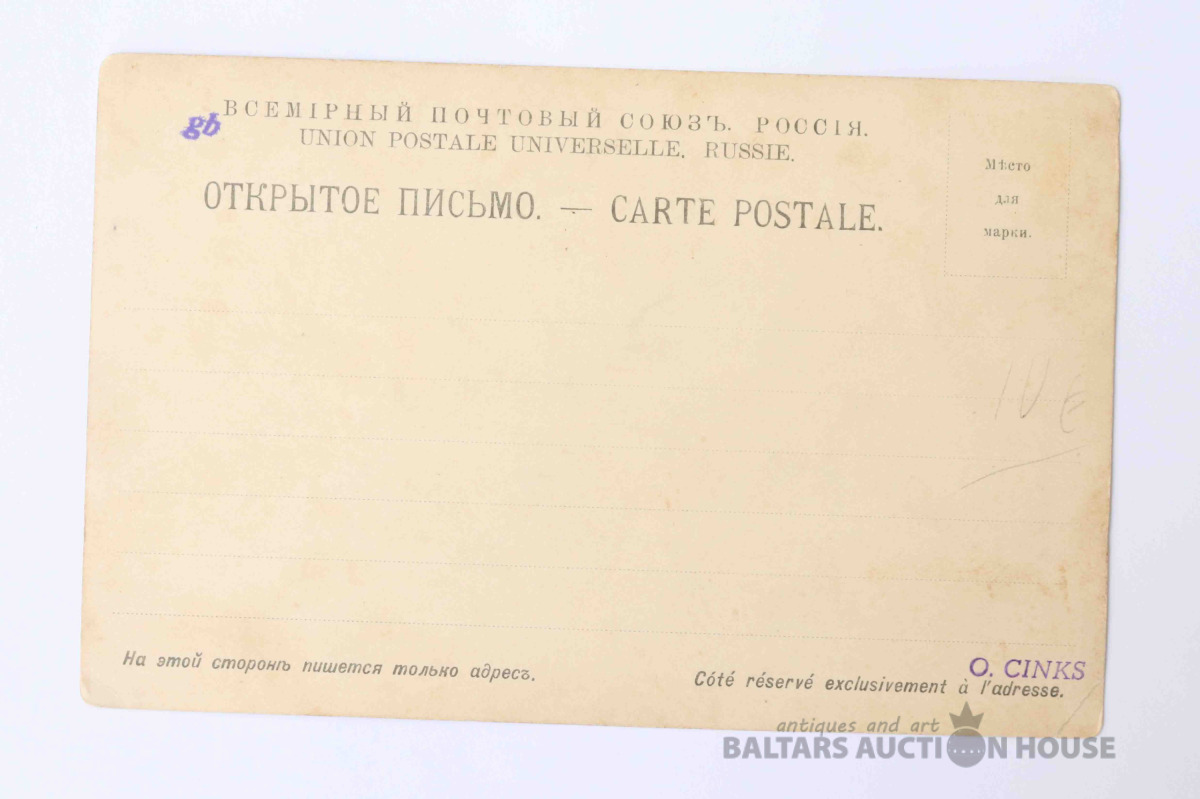 ВСЕМІРНЫЙ ПОЧТОВЫЙ СОЮЗЪ. РОССІЯ.
gb
UNION POSTALE UNIVERSELLE. RUSSIE.
ОТКРЫТОЕ ПИСЬМО. — CARTE POSTALE.
Мѣсто
для
марки.
На этой сторонѣ пишется только адресъ.
O. CINKS
Côté réservé exclusivement à l'adresse.
antiques and art
BALTARS AUCTION HOUSE